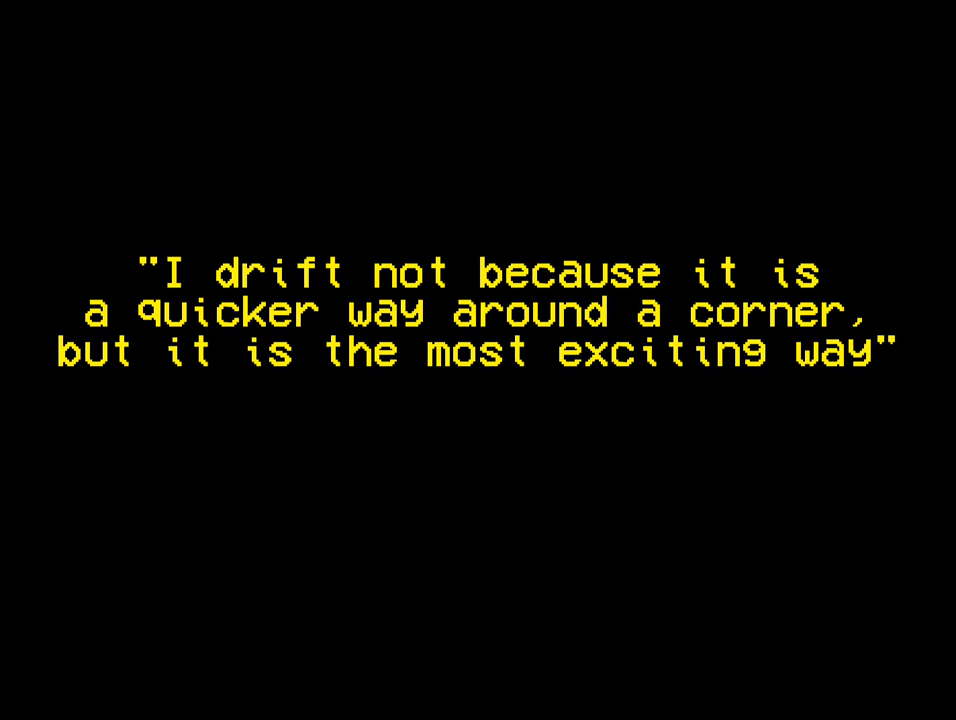 "I drift not because it is
a quicker way around a corner,
but it is the most exciting way"